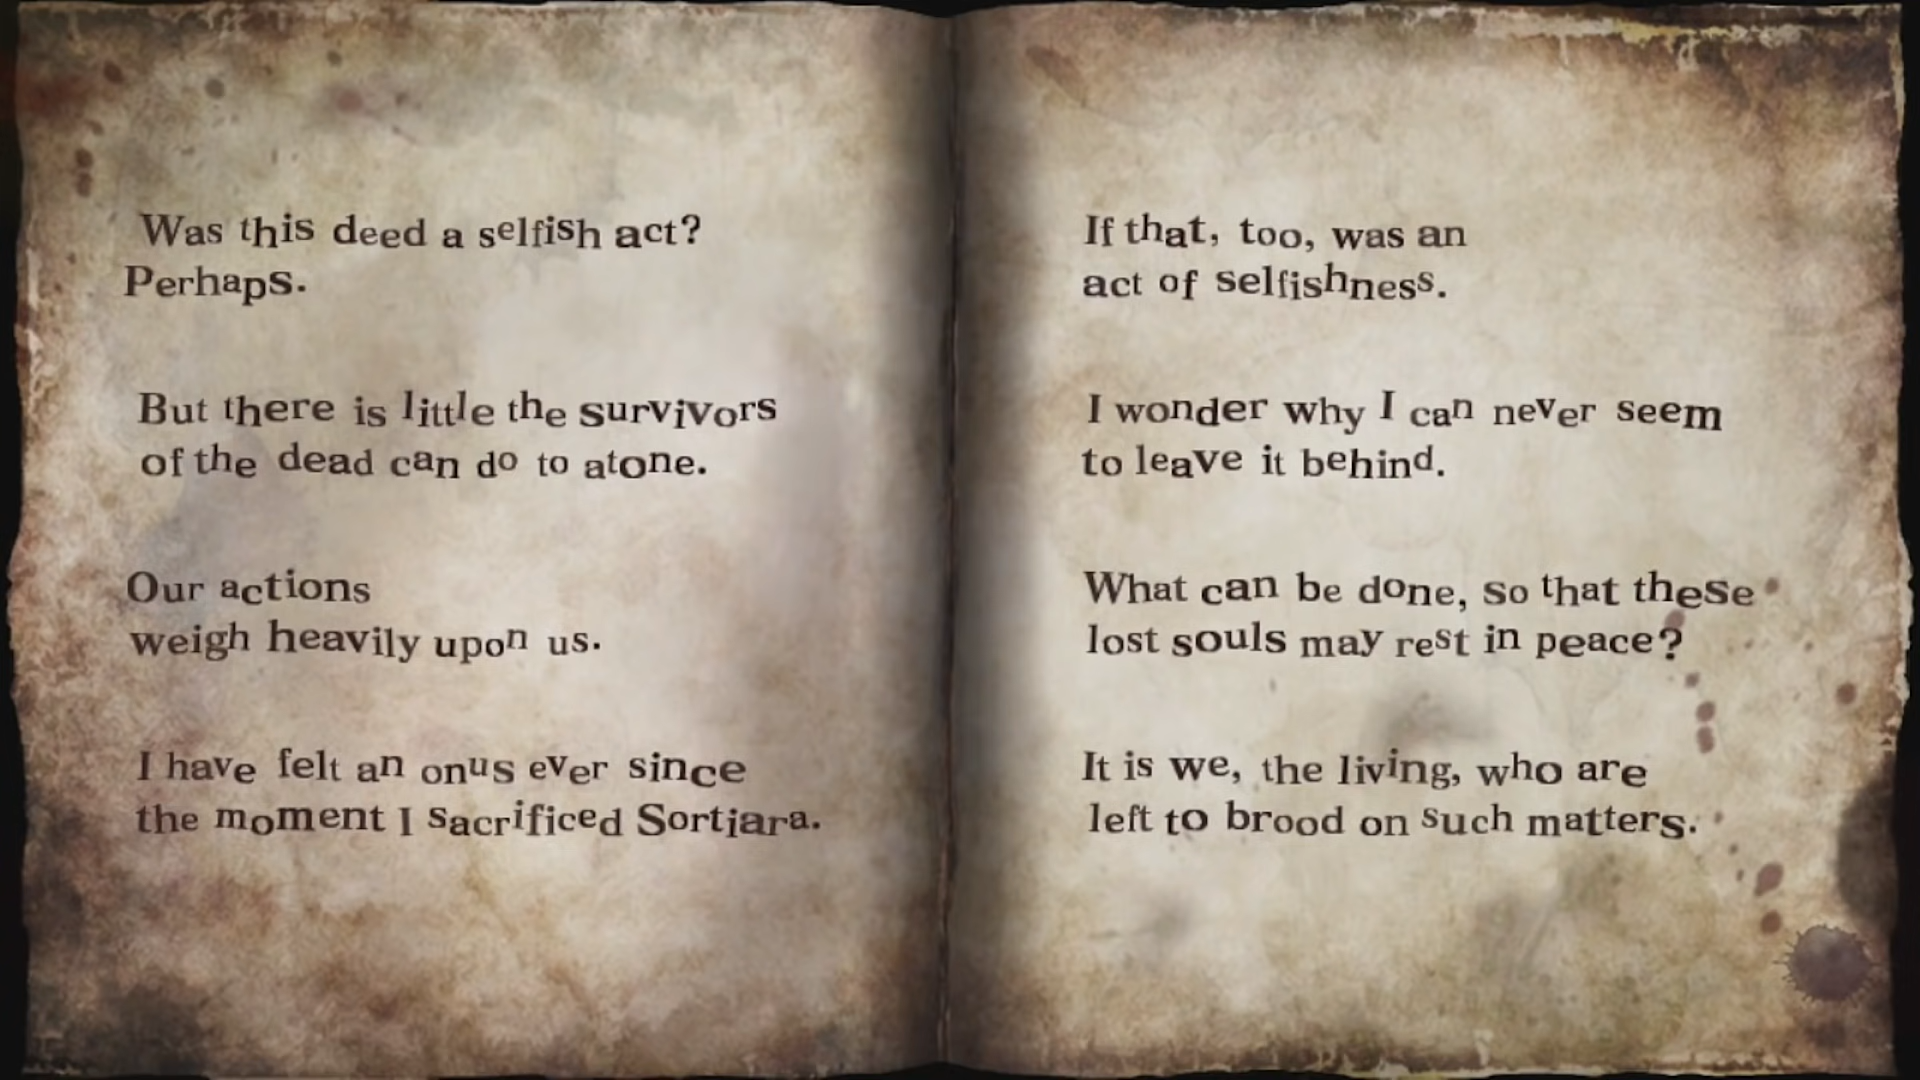 Was this deed a selfish act?
Perhaps.
But there is little the survivors
of the dead can do to atone.
Our actions
weigh heavily upon us.
I have felt an onus ever since
the moment I sacrificed Sortiara.
If that, too, was an
act of selfishness.
I wonder why I can never seem
to leave it behind.
What can be done, so that these
lost souls may rest in peace?
It is we, the living, who are
left to brood on such matters.